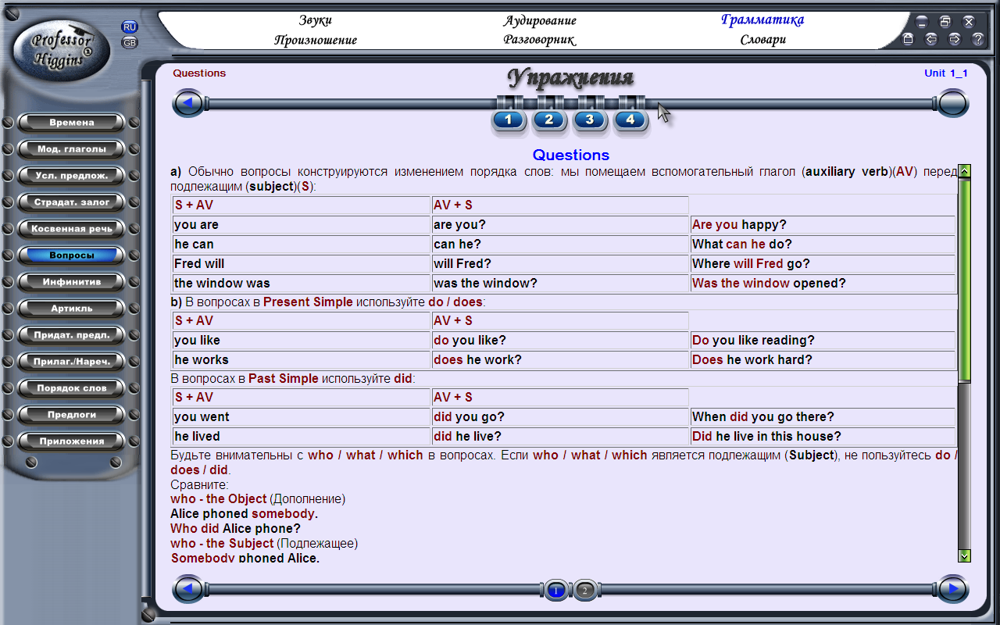 Professor Higgins
RU
GB
Звуки
Аудирование
Грамматика
Произношение
Разговорник
Словари
?
Времена
Мод. глаголы
Усл. предлож.
Страдат. залог
Косвенная речь
Вопросы
Инфинитив
Артикль
Придат. предл.
Прилаг./Нареч.
Порядок слов
Предлоги
Приложения
Questions
Упражнения
Unit 1_1
1 2 3 4
Questions
a) Обычно вопросы конструируются изменением порядка слов: мы помещаем вспомогательный глагол (auxiliary verb)(AV) перед
подлежащим (subject)(S):
S + AV AV + S
you are are you? Are you happy?
he can can he? What can he do?
Fred will will Fred? Where will Fred go?
the window was was the window? Was the window opened?
b) В вопросах в Present Simple используйте do / does:
S + AV AV + S
you like do you like? Do you like reading?
he works does he work? Does he work hard?
В вопросах в Past Simple используйте did:
S + AV AV + S
you went did you go? When did you go there?
he lived did he live? Did he live in this house?
Будьте внимательны с who / what / which в вопросах. Если who / what / which является подлежащим (Subject), не пользуйтесь do /
does / did.
Сравните:
who - the Object (Дополнение)
Alice phoned somebody.
Who did Alice phone?
who - the Subject (Подлежащее)
Somebody phoned Alice.
1 2